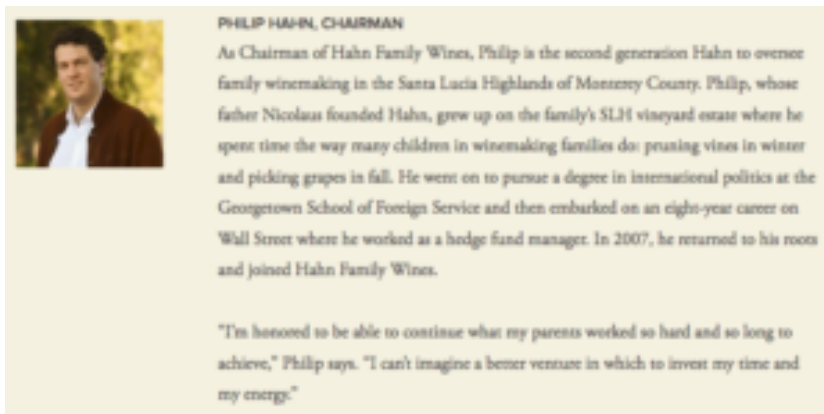 PHILIP HAHN, CHAIRMAN
As Chairman of Hahn Family Wines, Philip is the second generation Hahn to oversee
family winemaking in the Santa Lucia Highlands of Monterey County. Philip, whose
father Nicolaus founded Hahn, grew up on the family's SLH vineyard estate where he
spent time the way many children in winemaking families do: pruning vines in winter
and picking grapes in fall. He went on to pursue a degree in international politics at the
Georgetown School of Foreign Service and then embarked on an eight-year career on
Wall Street where he worked as a hedge fund manager. In 2007, he returned to his roots
and joined Hahn Family Wines.
"I'm honored to be able to continue what my parents worked so hard and so long to
achieve," Philip says. "I can't imagine a better venture in which to invest my time and
my energy."